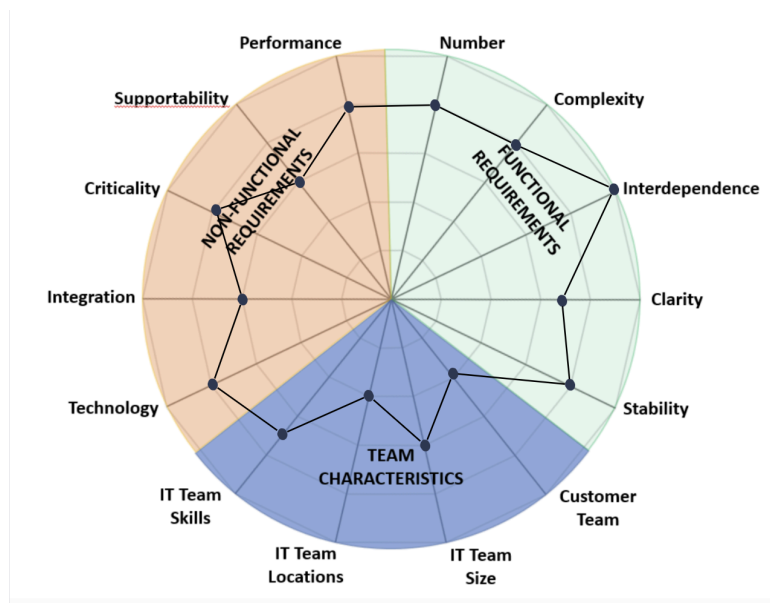 Performance
Number
Supportability
Complexity
Criticality
NON-FUNCTIONAL
REQUIREMENTS
FUNCTIONAL
REQUIREMENTS
Interdependence
Integration
Clarity
Technology
Stability
TEAM
CHARACTERISTICS
IT Team
Skills
Customer
Team
IT Team
Locations
IT Team
Size